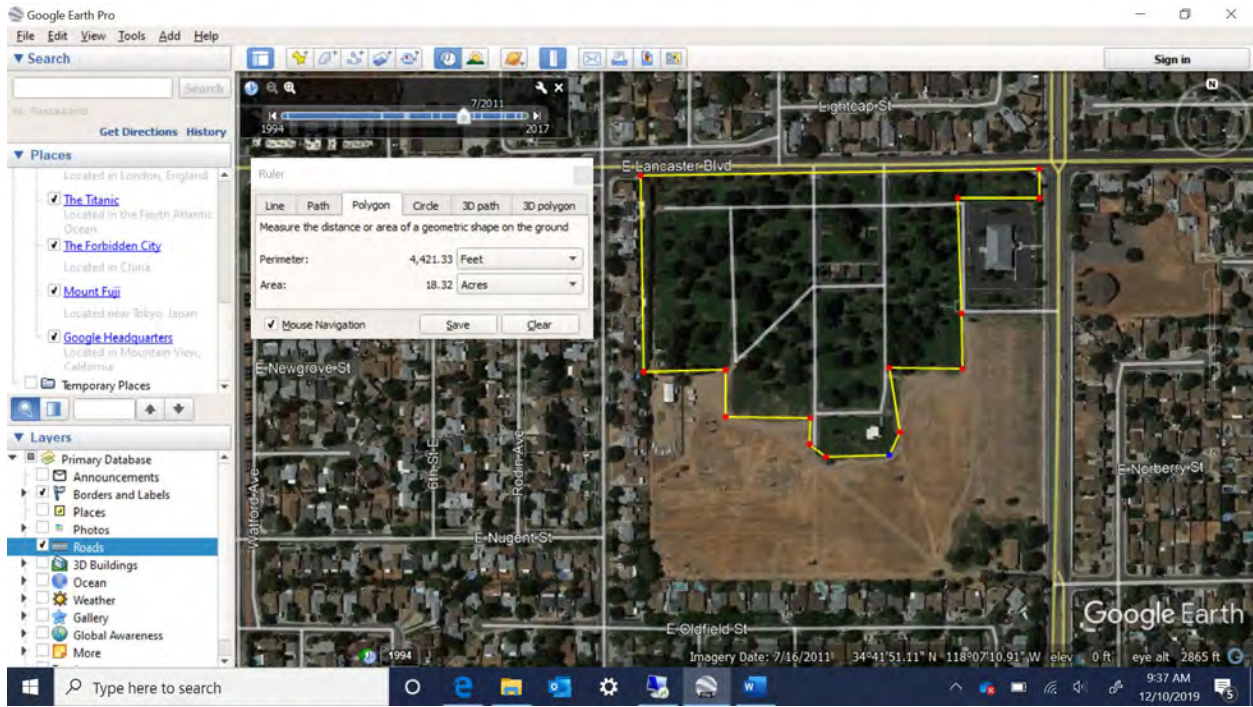 Google Earth Pro
File Edit View Tools Add Help
Search
Search
Get Directions History
Places
Located in London, England
The Titanic
Located in the North Atlantic
Ocean
The Forbidden City
Located in China
Mount Fuji
Located near Tokyo, Japan
Google Headquarters
Located in Mountain View,
California
Temporary Places
Layers
Primary Database
Announcements
Borders and Labels
Places
Photos
Roads
3D Buildings
Ocean
Weather
Gallery
Global Awareness
More
Sign in
7/2011
1994 2017
Ruler
Line Path Polygon Circle 3D path 3D polygon
Measure the distance or area of a geometric shape on the ground
Perimeter: 4,421.33 Feet
Area: 18.32 Acres
Mouse Navigation Save Clear
N
Lightcap St
E Lancaster Blvd
E Newgrove St
Watford Ave
6th St E
Rodin Ave
E Nugent St
E Norberry St
E Oldfield St
Google Earth
1994
Imagery Date: 7/16/2011 34°41'51.11" N 118°07'10.91" W elev 0 ft eye alt 2865 ft
Type here to search
9:37 AM
12/10/2019
5